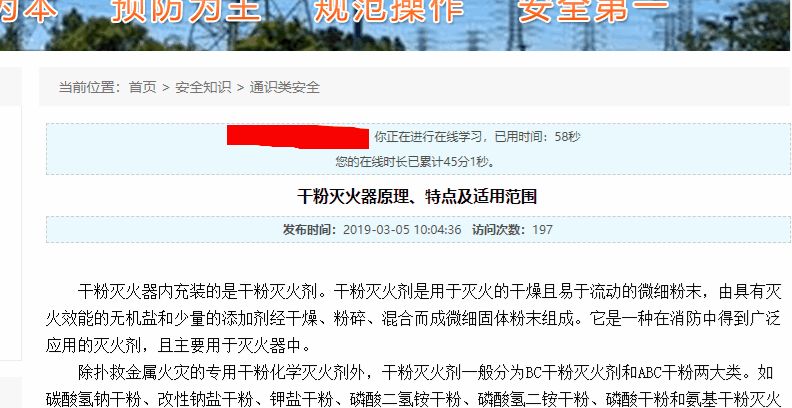 为本 预防为主 规范操作 安全第一
当前位置：首页 > 安全知识 > 通识类安全
你正在进行在线学习，已用时间：58秒
您的在线时长已累计45分1秒。
干粉灭火器原理、特点及适用范围
发布时间：2019-03-05 10:04:36 访问次数：197
干粉灭火器内充装的是干粉灭火剂。干粉灭火剂是用于灭火的干燥且易于流动的微细粉末，由具有灭
火效能的无机盐和少量的添加剂经干燥、粉碎、混合而成微细固体粉末组成。它是一种在消防中得到广泛
应用的灭火剂，且主要用于灭火器中。
除扑救金属火灾的专用干粉化学灭火剂外，干粉灭火剂一般分为BC干粉灭火剂和ABC干粉两大类。如
碳酸氢钠干粉、改性钠盐干粉、钾盐干粉、磷酸二氢铵干粉、磷酸氢二铵干粉、磷酸干粉和氨基干粉灭火